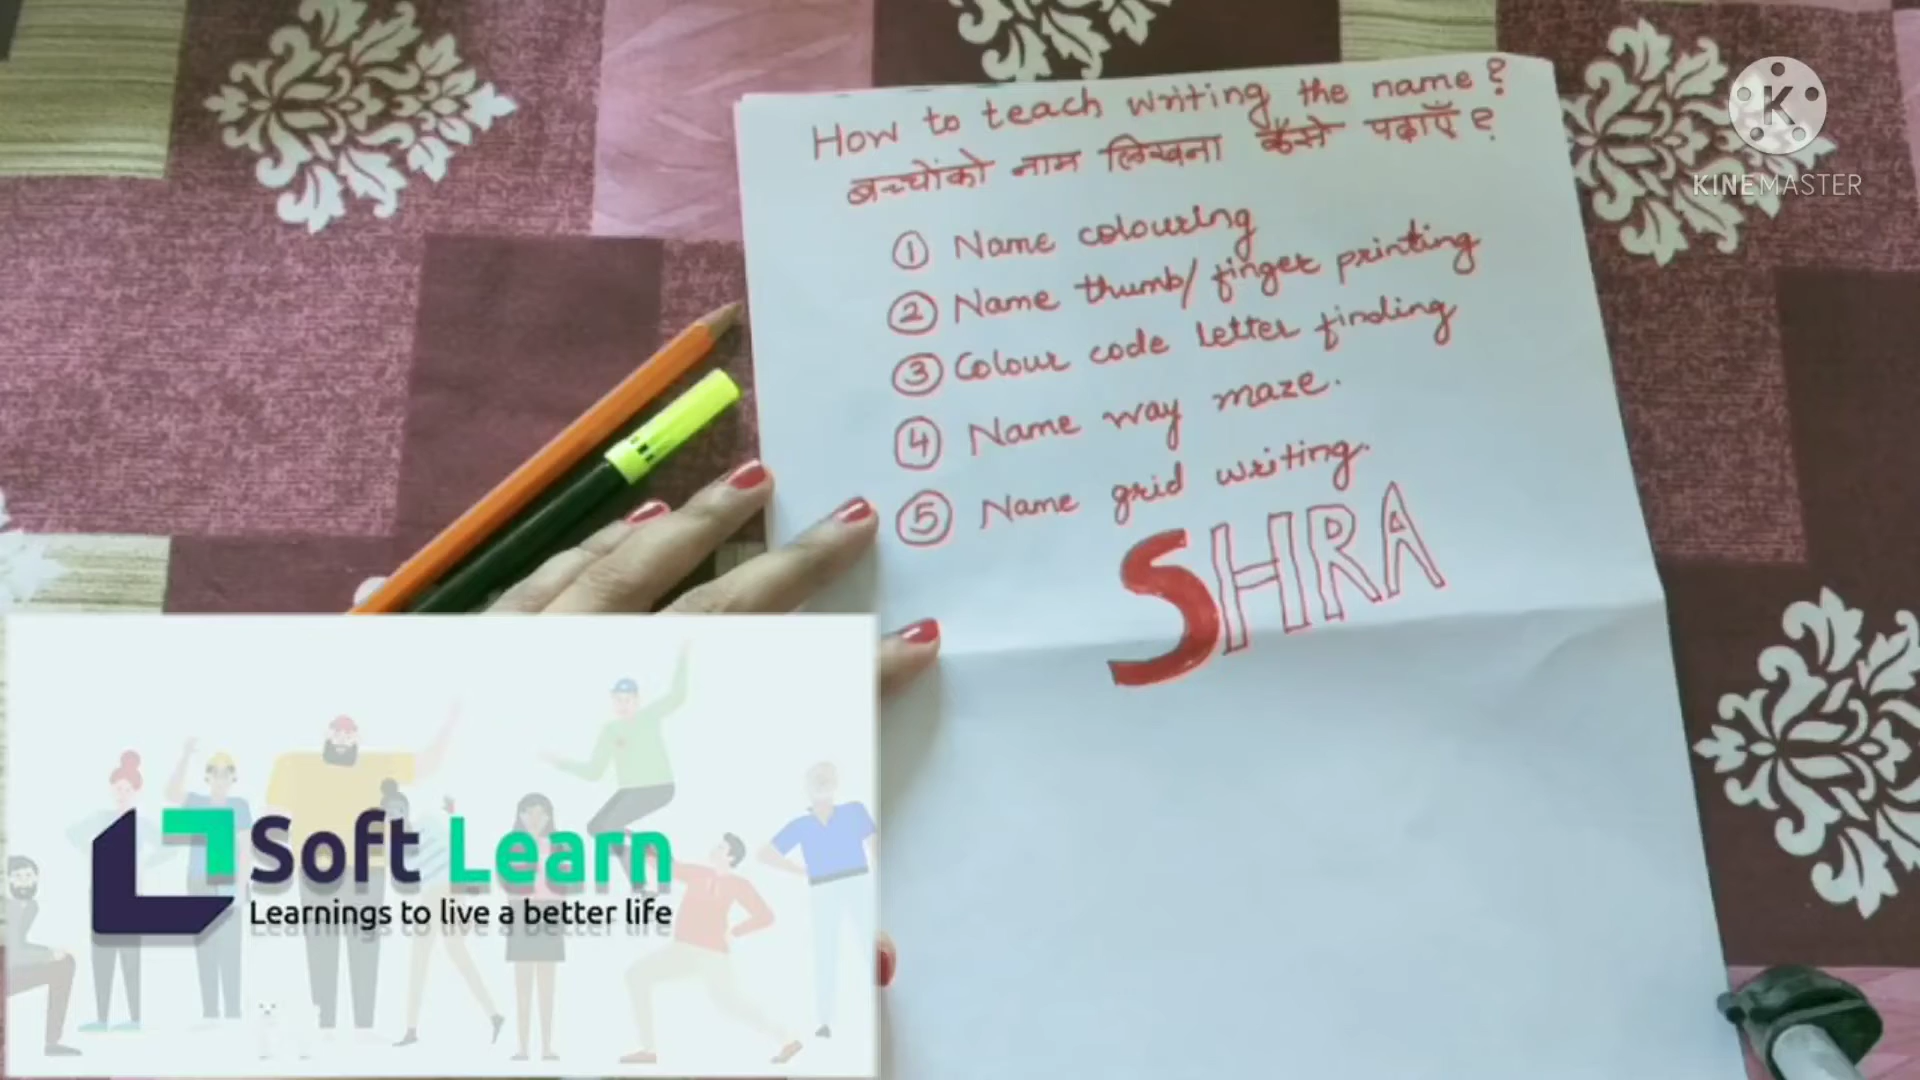 How to teach writing the name?
बच्चोंको नाम लिखना कैसे पढ़ाएँ?
① Name colouring
② Name thumb/finger printing
③ Colour code letter finding
④ Name way maze.
⑤ Name grid writing.
SHRA
K
KINEMASTER
Soft Learn
Learnings to live a better life